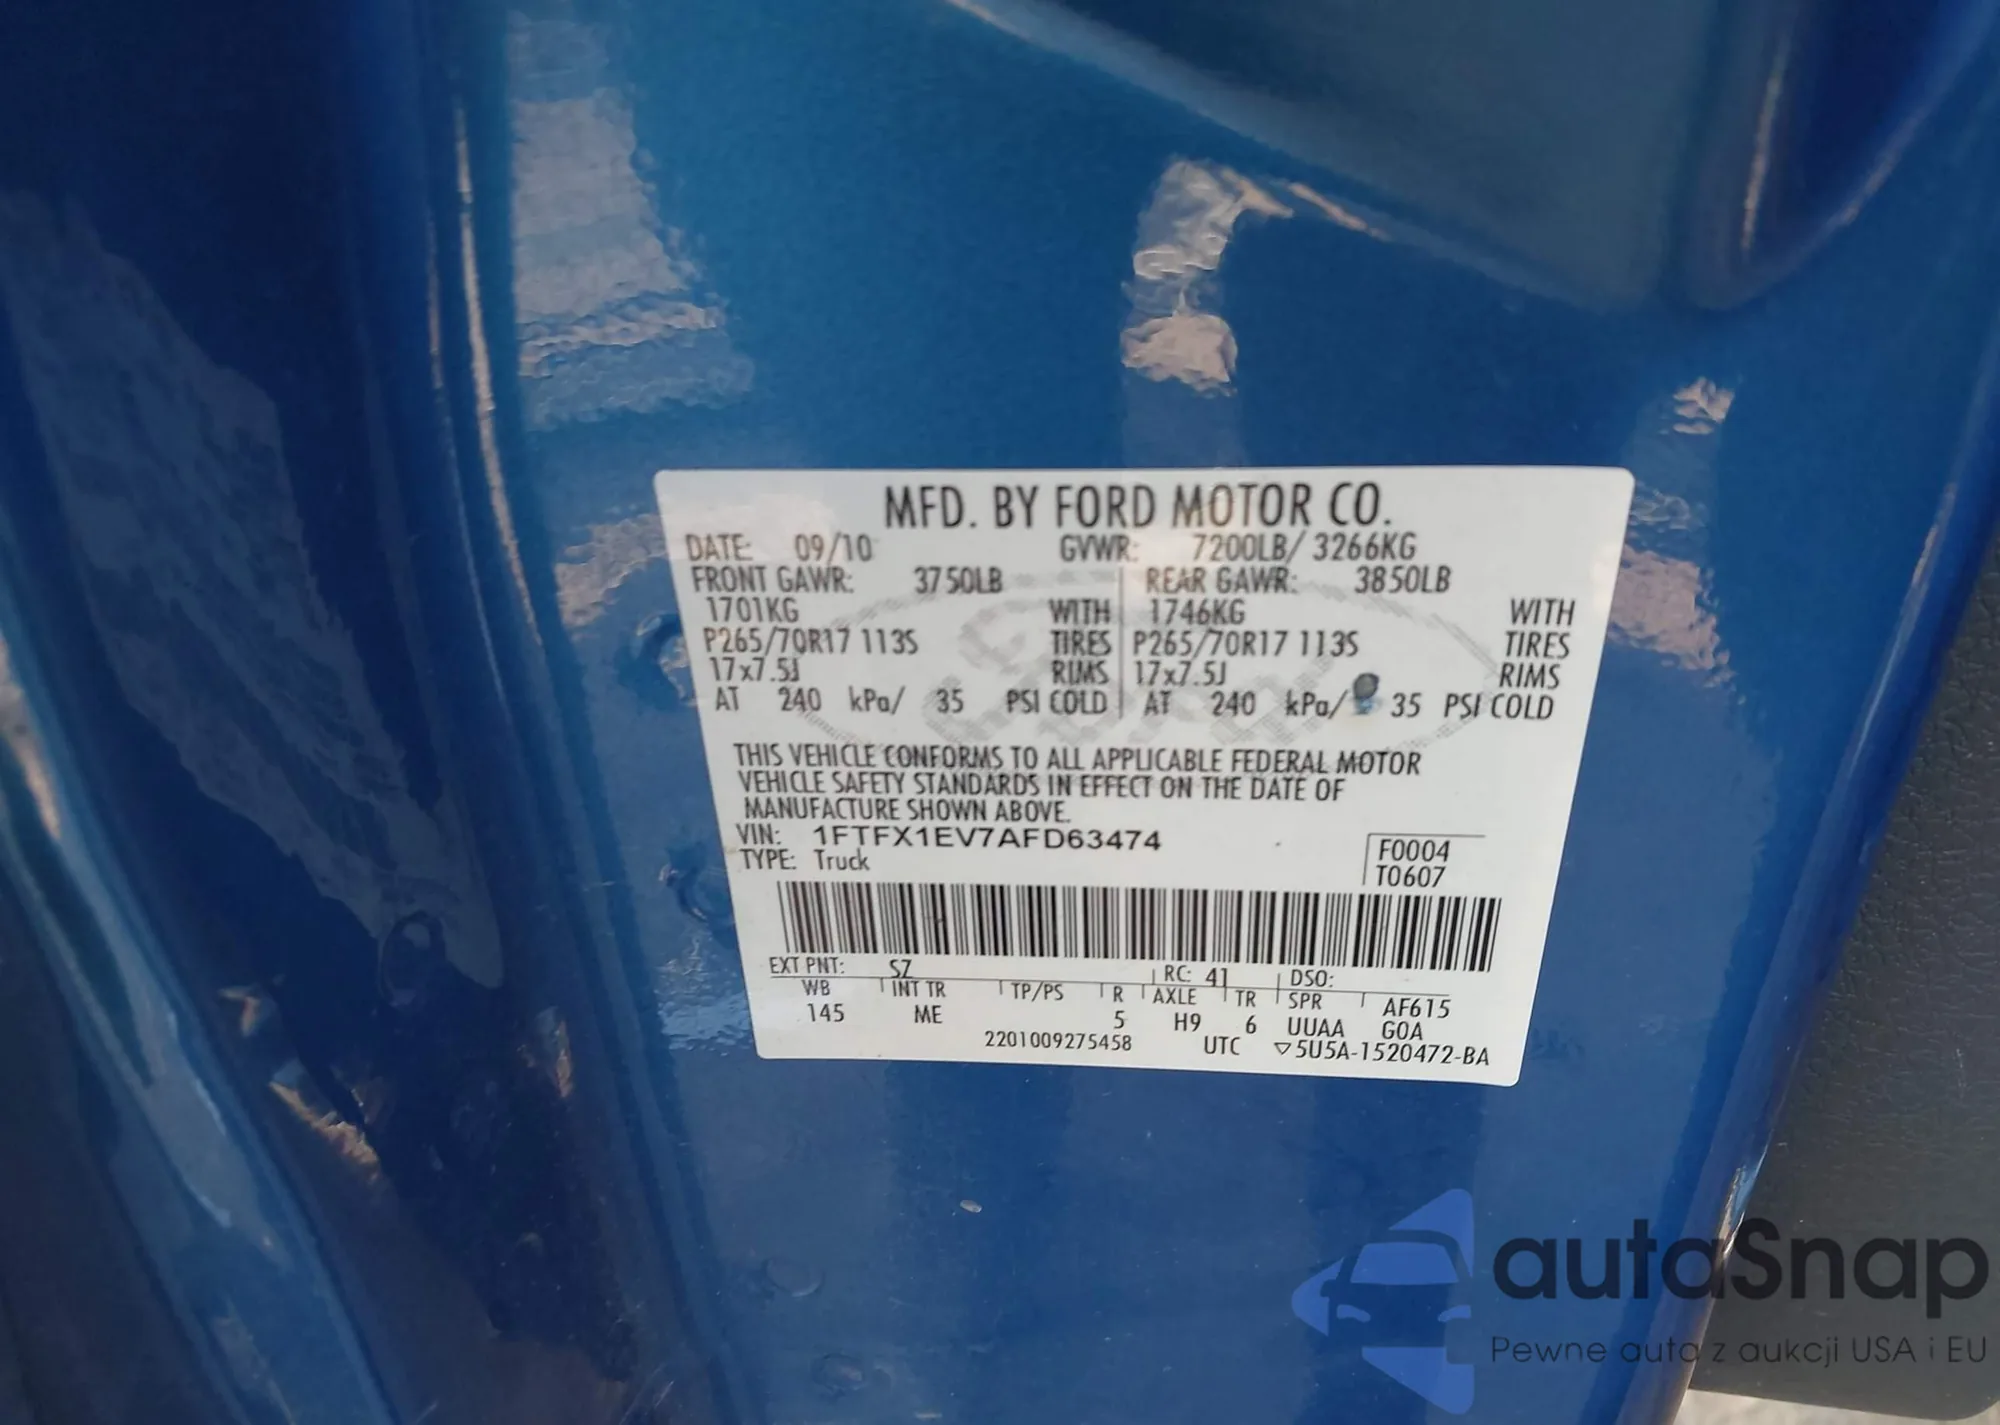 MFD. BY FORD MOTOR CO.
DATE: 09/10 GVWR: 7200LB/ 3266KG
FRONT GAWR: 3750LB REAR GAWR: 3850LB
1701KG WITH 1746KG WITH
P265/70R17 113S TIRES P265/70R17 113S TIRES
17x7.5J RIMS 17x7.5J RIMS
AT 240 kPa/ 35 PSI COLD AT 240 kPa/ 35 PSI COLD
THIS VEHICLE CONFORMS TO ALL APPLICABLE FEDERAL MOTOR
VEHICLE SAFETY STANDARDS IN EFFECT ON THE DATE OF
MANUFACTURE SHOWN ABOVE.
VIN: 1FTFX1EV7AFD63474 F0004
TYPE: Truck T0607
EXT PNT: SZ RC: 41 DSO:
WB INT TR TP/PS R AXLE TR SPR AF615
145 ME 5 H9 6 UUAA GOA
2201009275458 UTC ▽5U5A-1520472-BA
autaSnap
Pewne auta z aukcji USA i EU